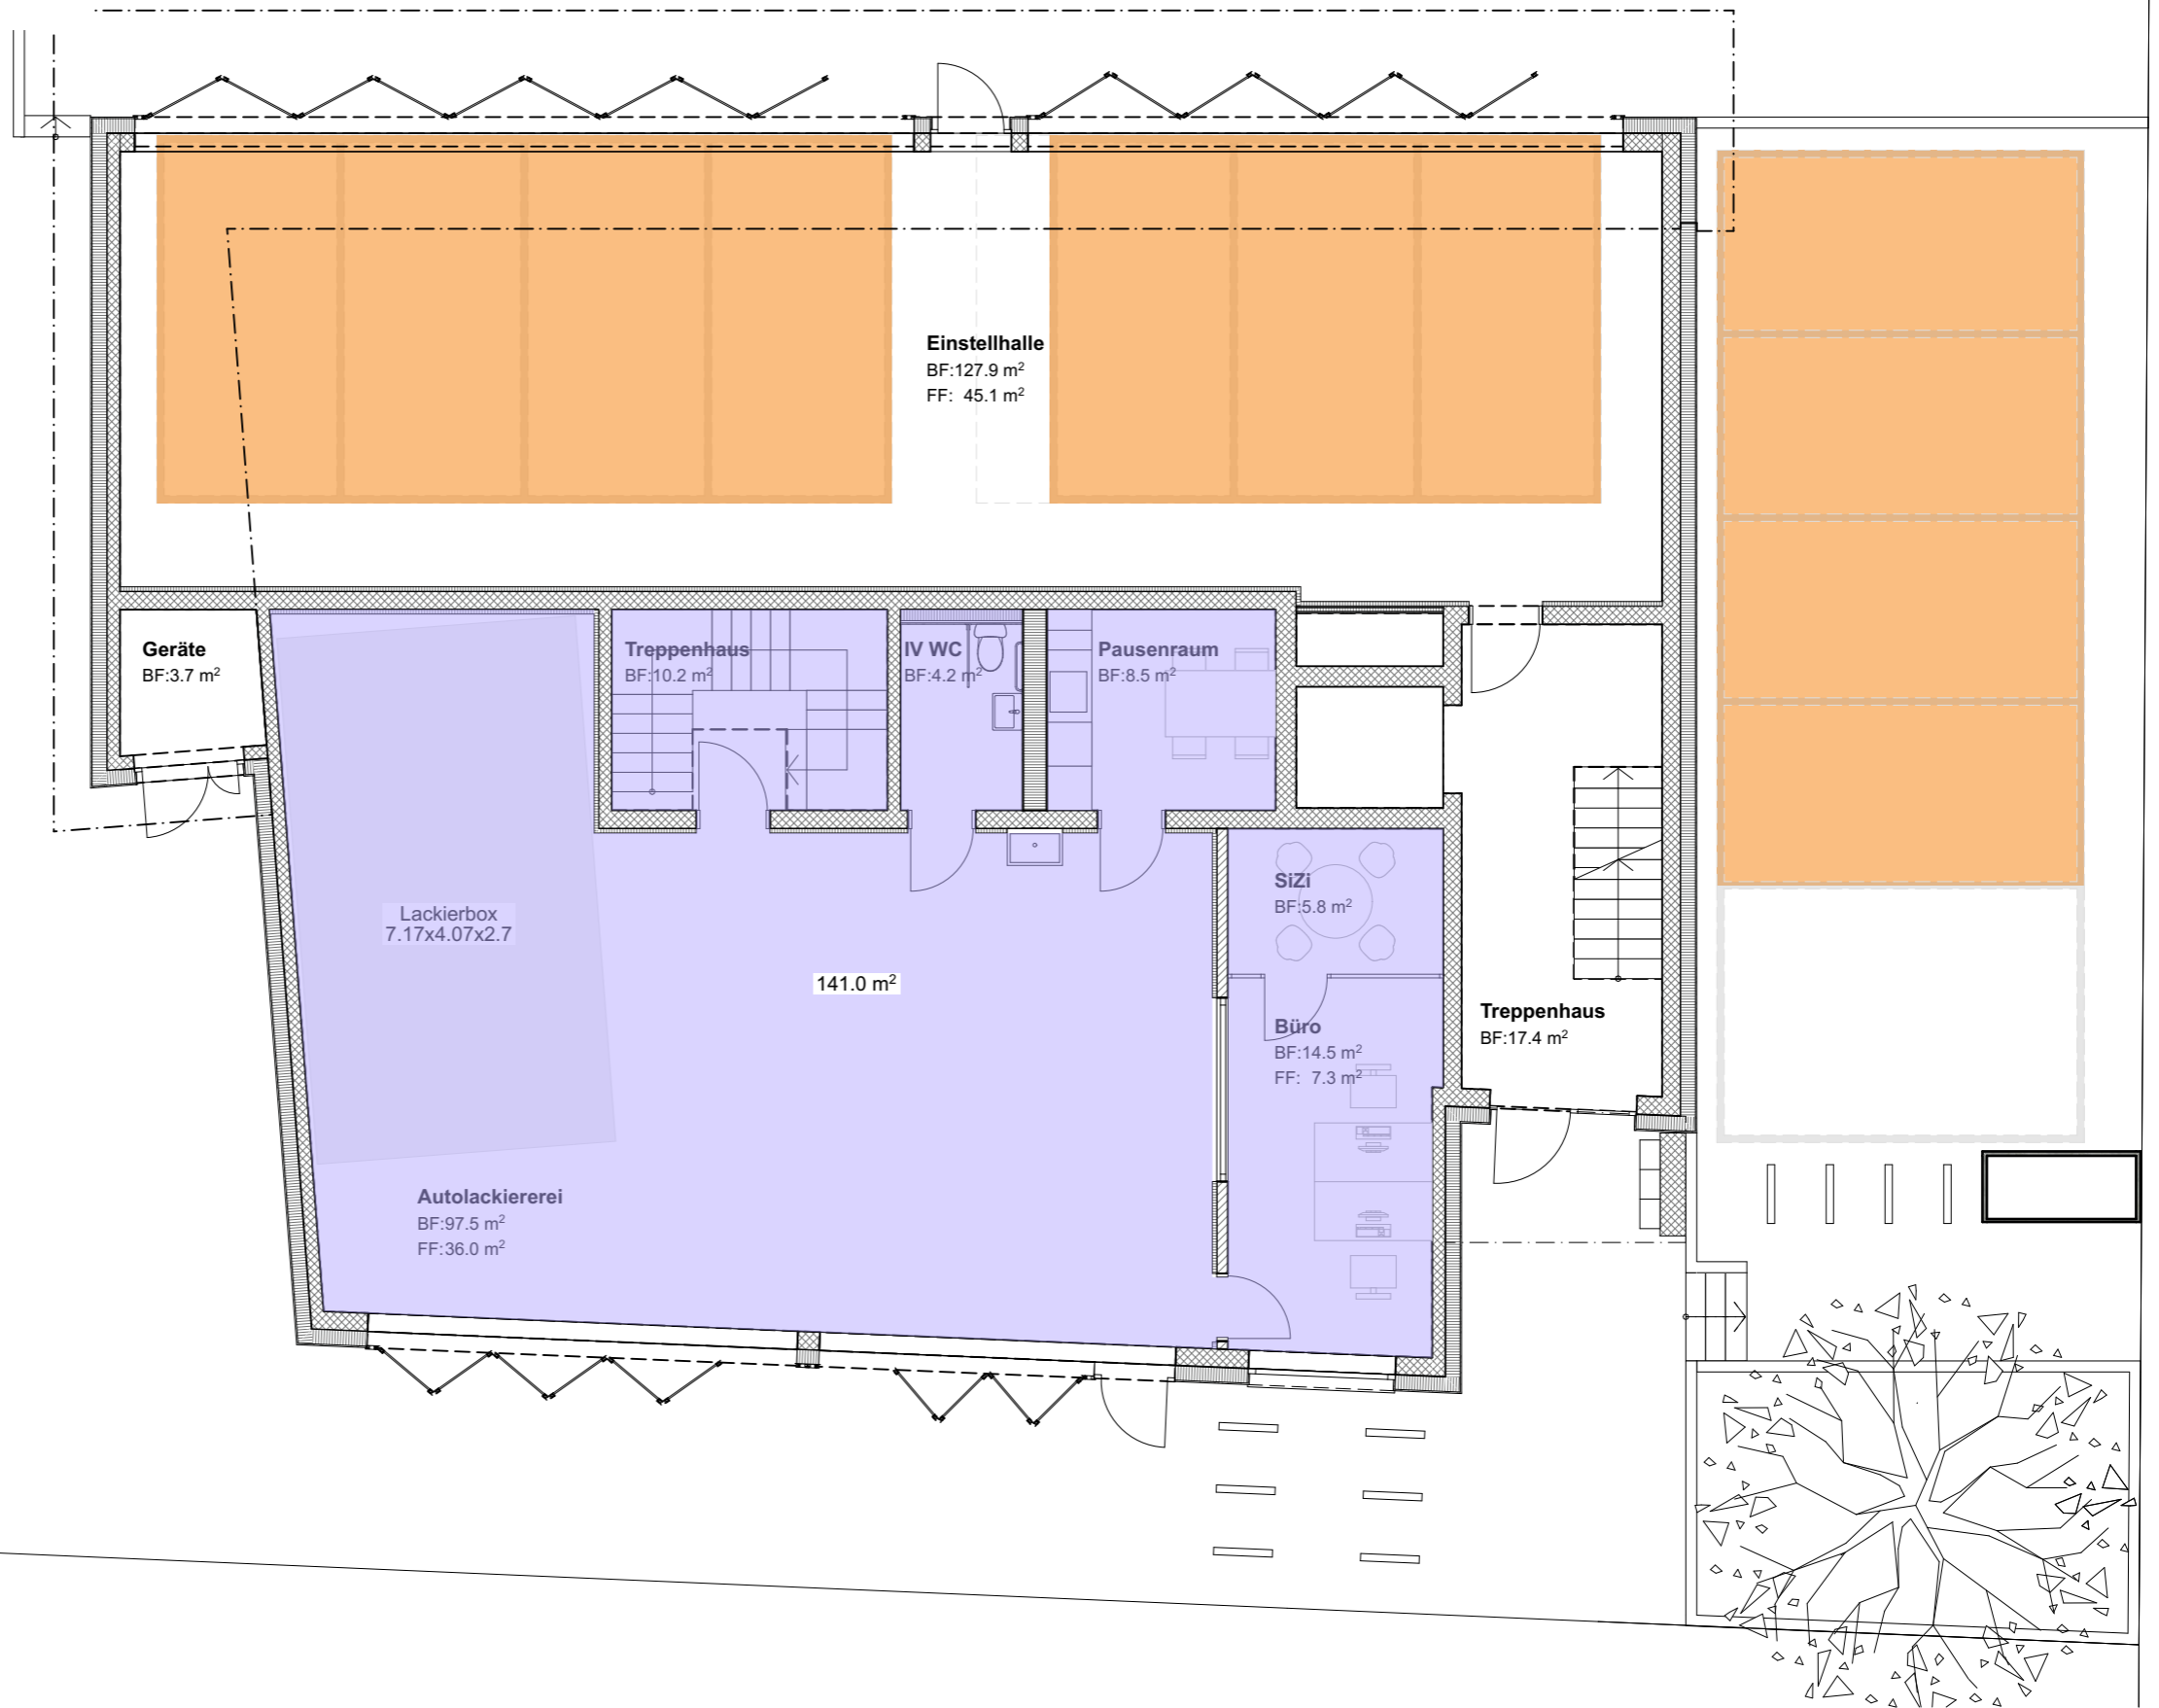 Einstellhalle
BF:127.9 m²
FF: 45.1 m²
Geräte
BF:3.7 m²
Treppenhaus
BF:10.2 m²
IV WC
BF:4.2 m²
Pausenraum
BF:8.5 m²
SiZi
BF:5.8 m²
Lackierbox
7.17x4.07x2.7
141.0 m²
Büro
BF:14.5 m²
FF: 7.3 m²
Treppenhaus
BF:17.4 m²
Autolackiererei
BF:97.5 m²
FF:36.0 m²